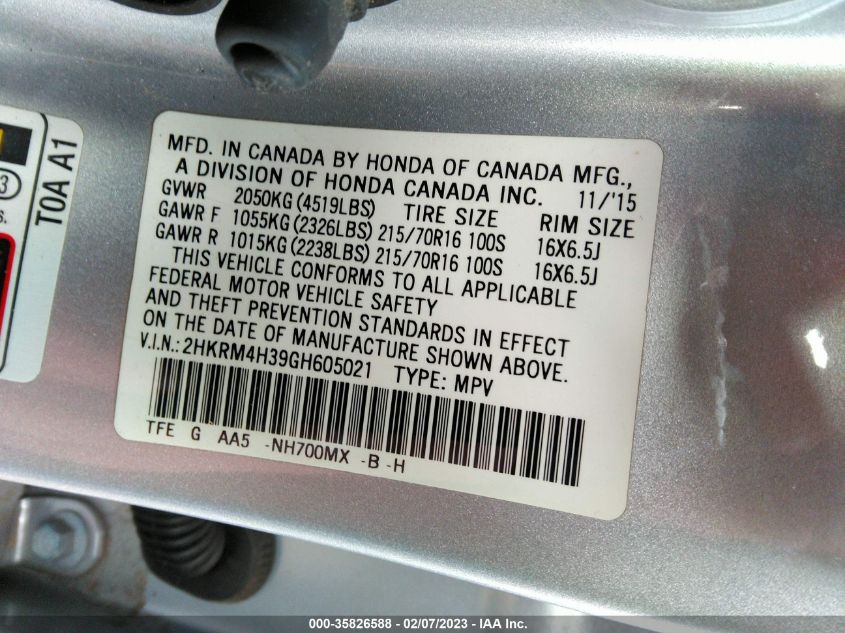 3
s.
T0A A1
MFD. IN CANADA BY HONDA OF CANADA MFG.,
A DIVISION OF HONDA CANADA INC. 11/'15
GVWR 2050KG (4519LBS) TIRE SIZE RIM SIZE
GAWR F 1055KG (2326LBS) 215/70R16 100S 16X6.5J
GAWR R 1015KG (2238LBS) 215/70R16 100S 16X6.5J
THIS VEHICLE CONFORMS TO ALL APPLICABLE
FEDERAL MOTOR VEHICLE SAFETY
AND THEFT PREVENTION STANDARDS IN EFFECT
ON THE DATE OF MANUFACTURE SHOWN ABOVE.
V.I.N.: 2HKRM4H39GH605021 TYPE: MPV
TFE G AA5 -NH700MX -B -H
000-35826588 - 02/07/2023 - IAA Inc.